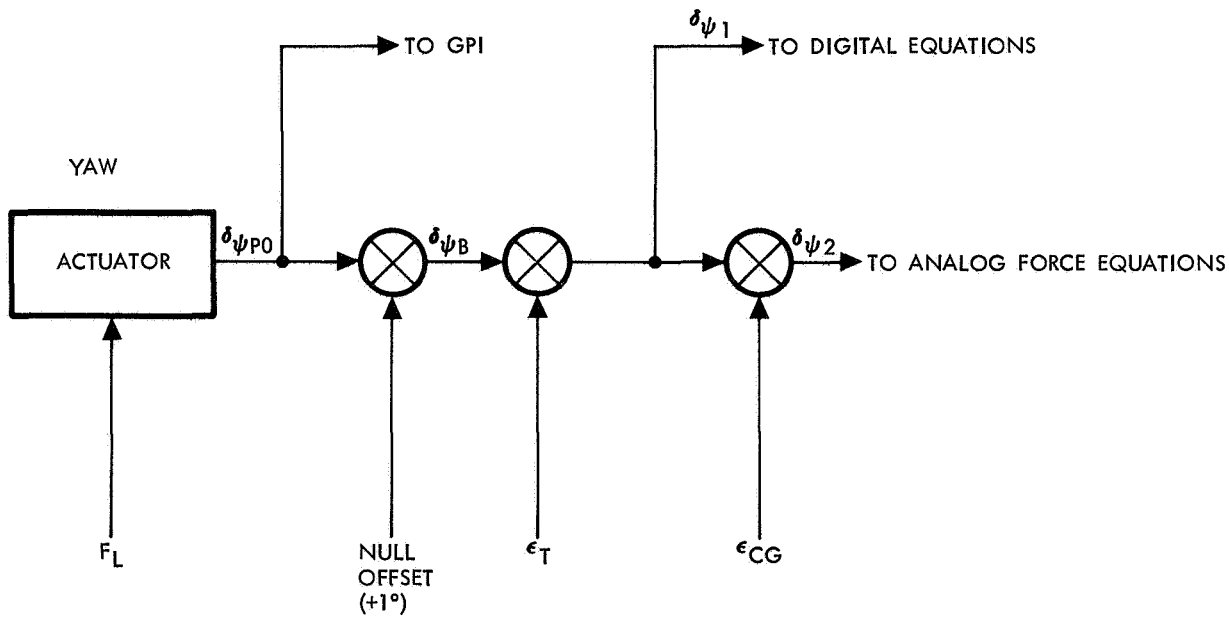 δψ1
TO GPI
TO DIGITAL EQUATIONS
YAW
ACTUATOR
δψP0
δψB
δψ2
TO ANALOG FORCE EQUATIONS
FL
NULL
OFFSET
(+1°)
ϵT
ϵCG